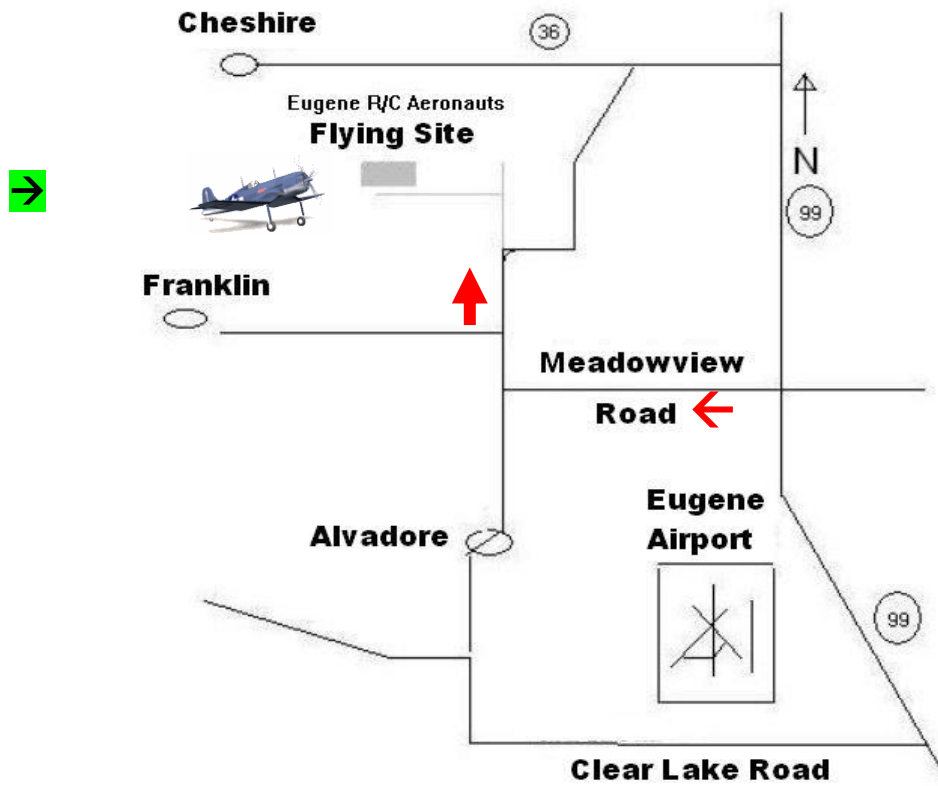 Cheshire
36
Eugene R/C Aeronauts
Flying Site
N
99
Franklin
Meadowview
Road
Eugene
Airport
Alvadore
99
Clear Lake Road